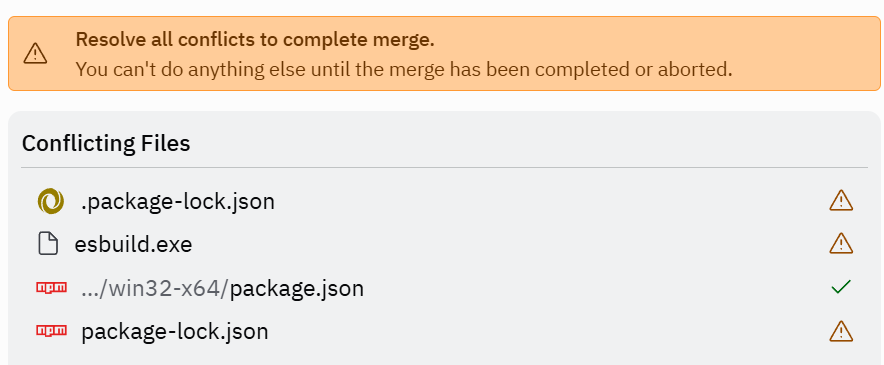 Resolve all conflicts to complete merge.
You can't do anything else until the merge has been completed or aborted.
Conflicting Files
.package-lock.json
esbuild.exe
.../win32-x64/package.json
package-lock.json